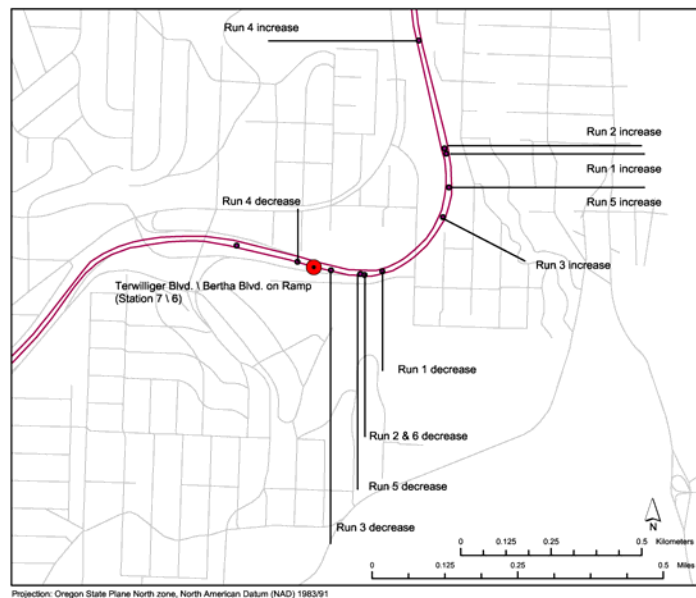 Run 4 increase
Run 2 increase
Run 1 increase
Run 5 increase
Run 4 decrease
Run 3 increase
Terwilliger Blvd. \ Bertha Blvd. on Ramp
(Station 7 \ 6)
Run 1 decrease
Run 2 & 6 decrease
Run 5 decrease
Run 3 decrease
N
0 0.125 0.25 0.5 Kilometers
0 0.125 0.25 0.5 Miles
Projection: Oregon State Plane North zone, North American Datum (NAD) 1983/91